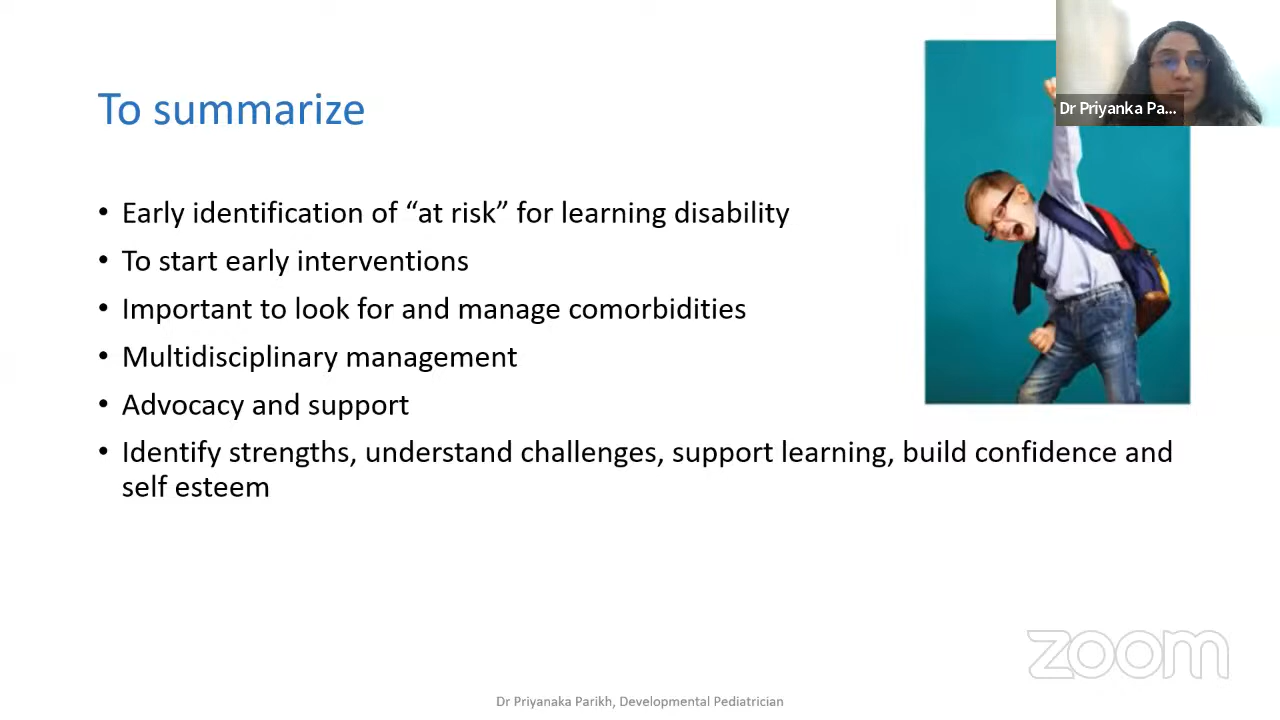 To summarize
Dr Priyanka Pa...
• Early identification of “at risk” for learning disability
• To start early interventions
• Important to look for and manage comorbidities
• Multidisciplinary management
• Advocacy and support
• Identify strengths, understand challenges, support learning, build confidence and
self esteem
zoom
Dr Priyanaka Parikh, Developmental Pediatrician